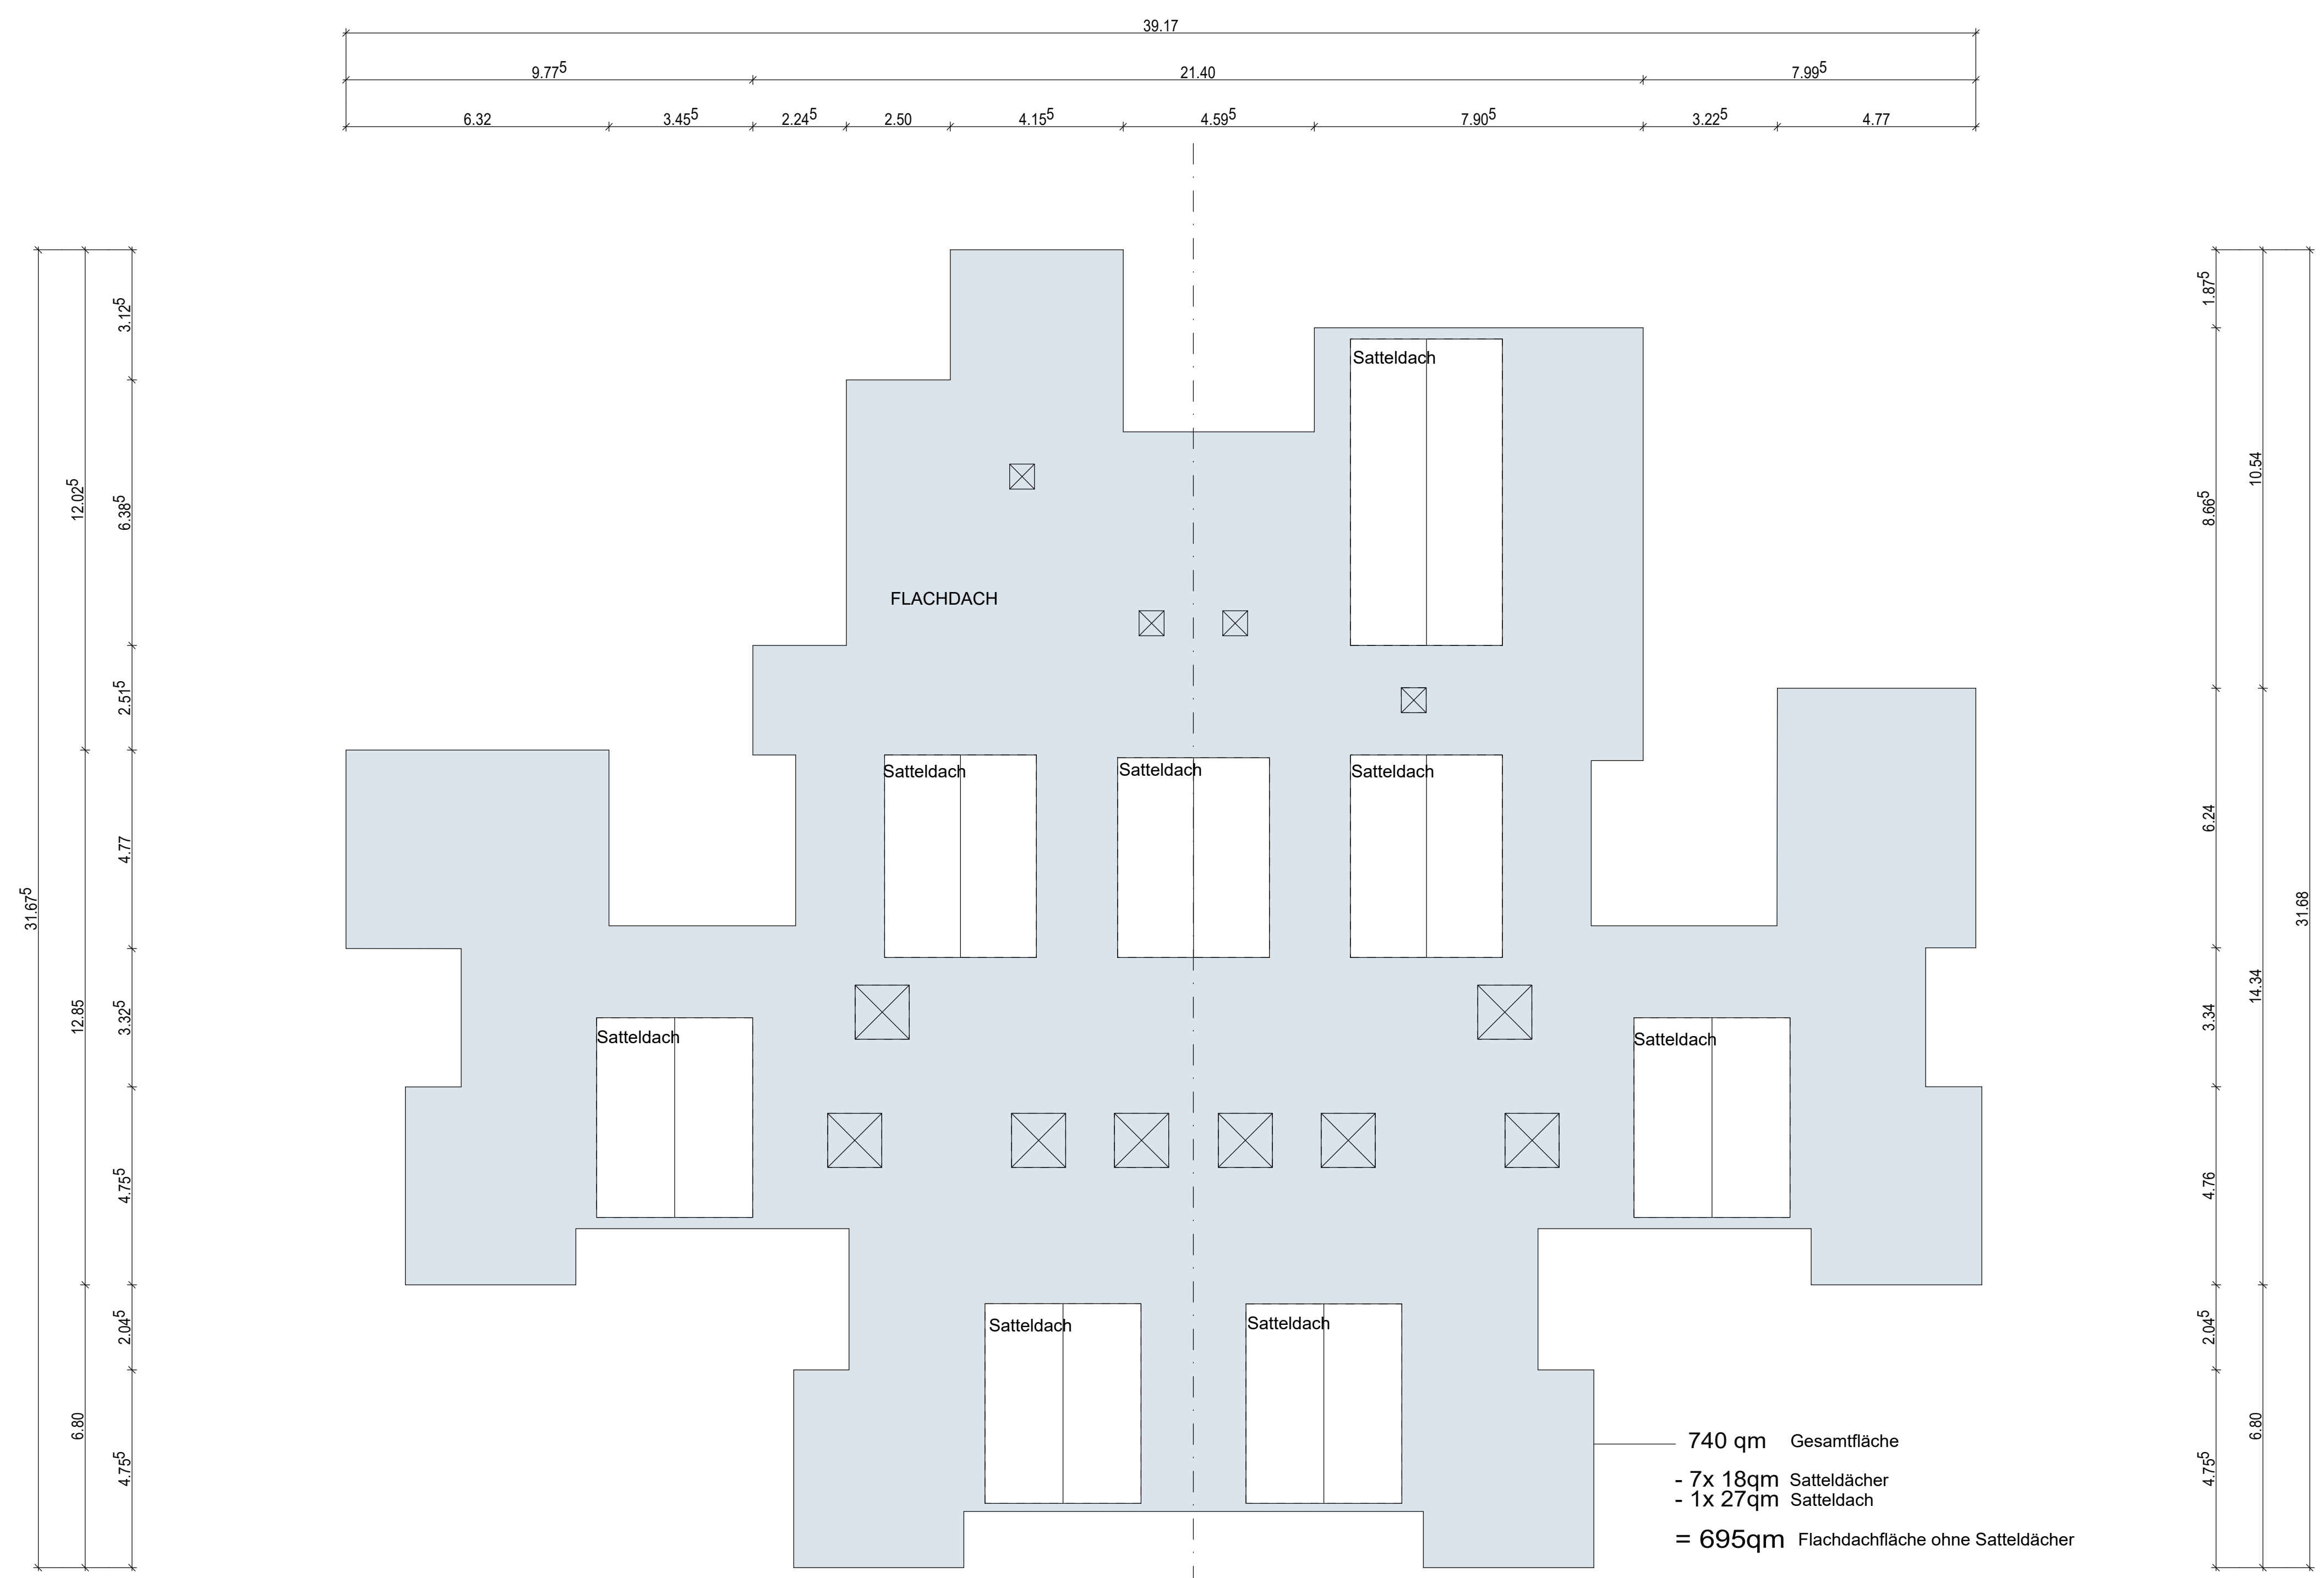 39.17
9.77⁵ 21.40 7.99⁵
6.32 3.45⁵ 2.24⁵ 2.50 4.15⁵ 4.59⁵ 7.90⁵ 3.22⁵ 4.77
31.67⁵
12.02⁵ 12.85 6.80
3.12⁵ 6.38⁵ 2.51⁵ 4.77 3.32⁵ 4.75⁵ 2.04⁵ 4.75⁵
Satteldach
FLACHDACH
Satteldach Satteldach Satteldach
Satteldach Satteldach
Satteldach Satteldach
1.87⁵ 8.66⁵ 6.24 3.34 4.76 2.04⁵ 4.75⁵
10.54 14.34 6.80
31.68
740 qm Gesamtfläche
- 7x 18qm Satteldächer
- 1x 27qm Satteldach
= 695qm Flachdachfläche ohne Satteldächer